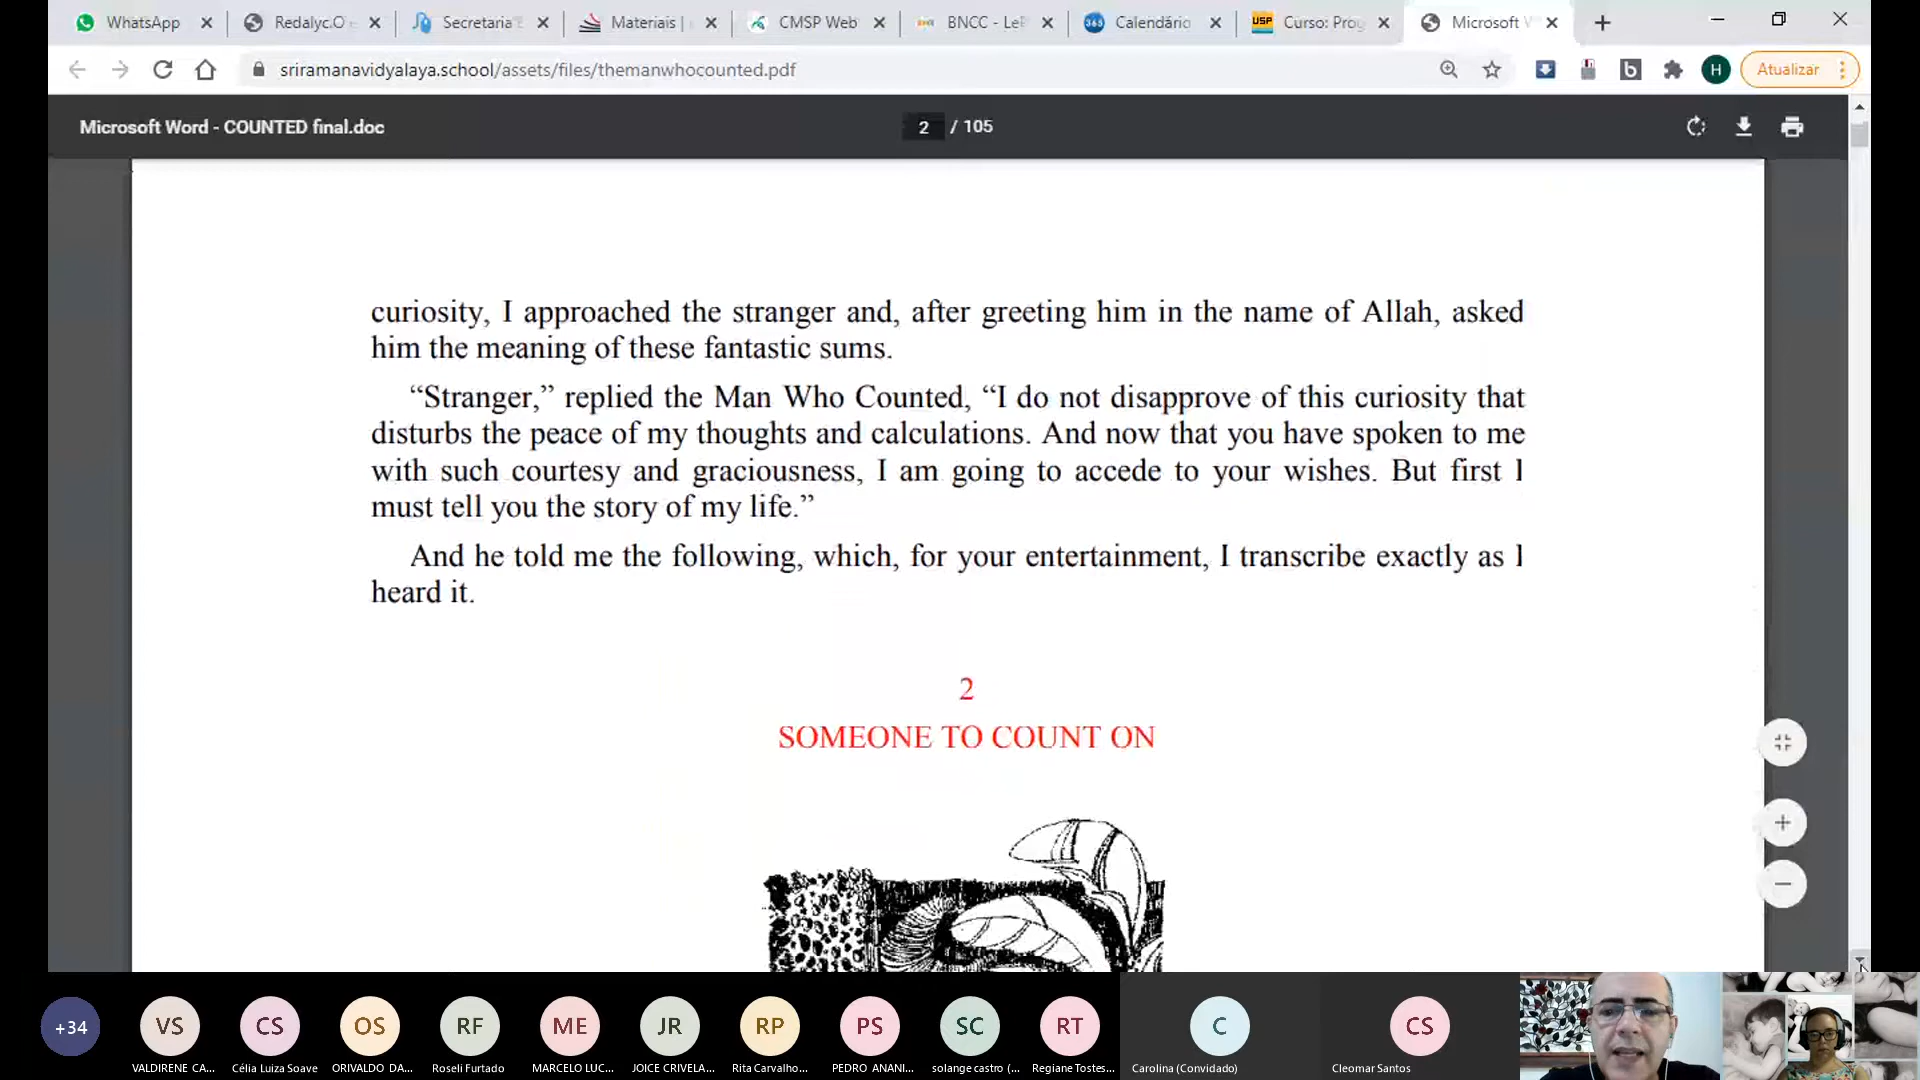 WhatsApp
Redalyc.O
Secretaria
Materiais |
CMSP Web
BNCC - Le
Calendário
USP
Curso: Prog
Microsoft
sriramanavidyalaya.school/assets/files/themanwhocounted.pdf
H
Atualizar
Microsoft Word - COUNTED final.doc
2 / 105
curiosity, I approached the stranger and, after greeting him in the name of Allah, asked
him the meaning of these fantastic sums.
“Stranger,” replied the Man Who Counted, “I do not disapprove of this curiosity that
disturbs the peace of my thoughts and calculations. And now that you have spoken to me
with such courtesy and graciousness, I am going to accede to your wishes. But first I
must tell you the story of my life.”
And he told me the following, which, for your entertainment, I transcribe exactly as I
heard it.
2
SOMEONE TO COUNT ON
+34
VS
CS
OS
RF
ME
JR
RP
PS
SC
RT
C
CS
VALDIRENE CA...
Célia Luiza Soave
ORIVALDO DA...
Roseli Furtado
MARCELO LUC...
JOICE CRIVELA...
Rita Carvalho...
PEDRO ANANI...
solange castro (...
Regiane Tostes...
Carolina (Convidado)
Cleomar Santos